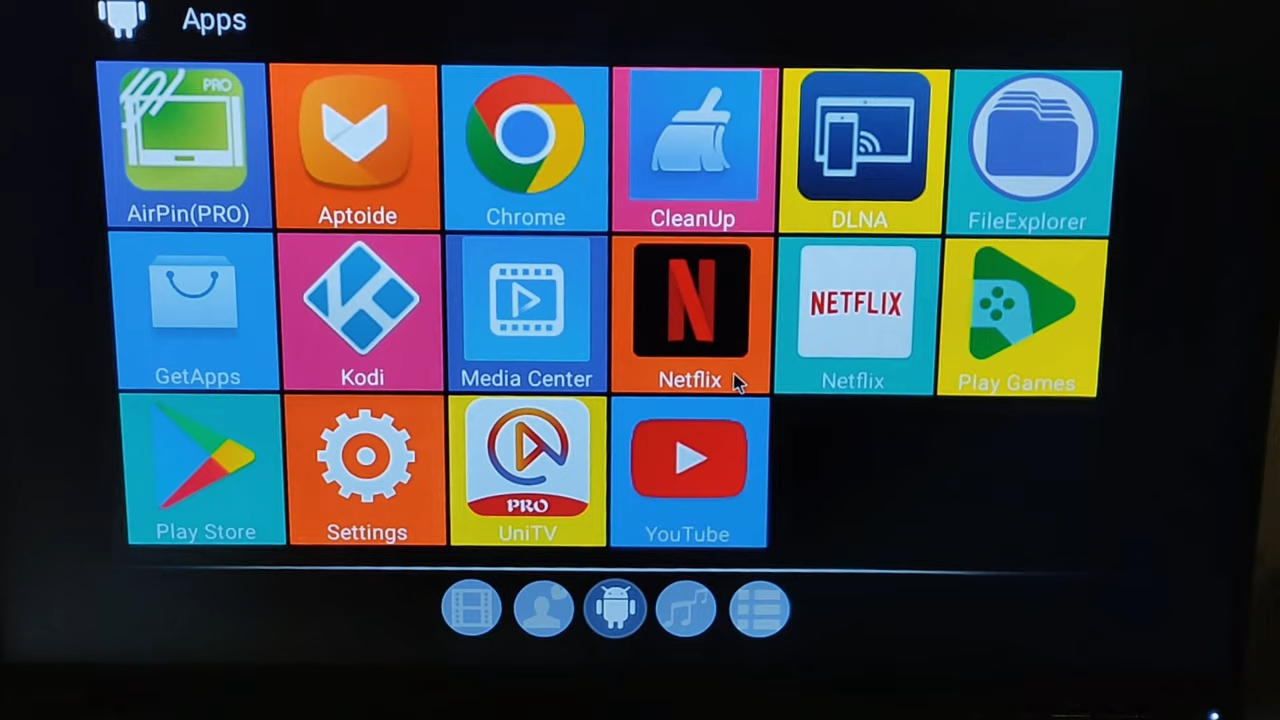 Apps
PRO
AirPin(PRO)
Aptoide
Chrome
CleanUp
DLNA
FileExplorer
GetApps
Kodi
Media Center
N
Netflix
NETFLIX
Netflix
Play Games
Play Store
Settings
PRO
UniTV
YouTube